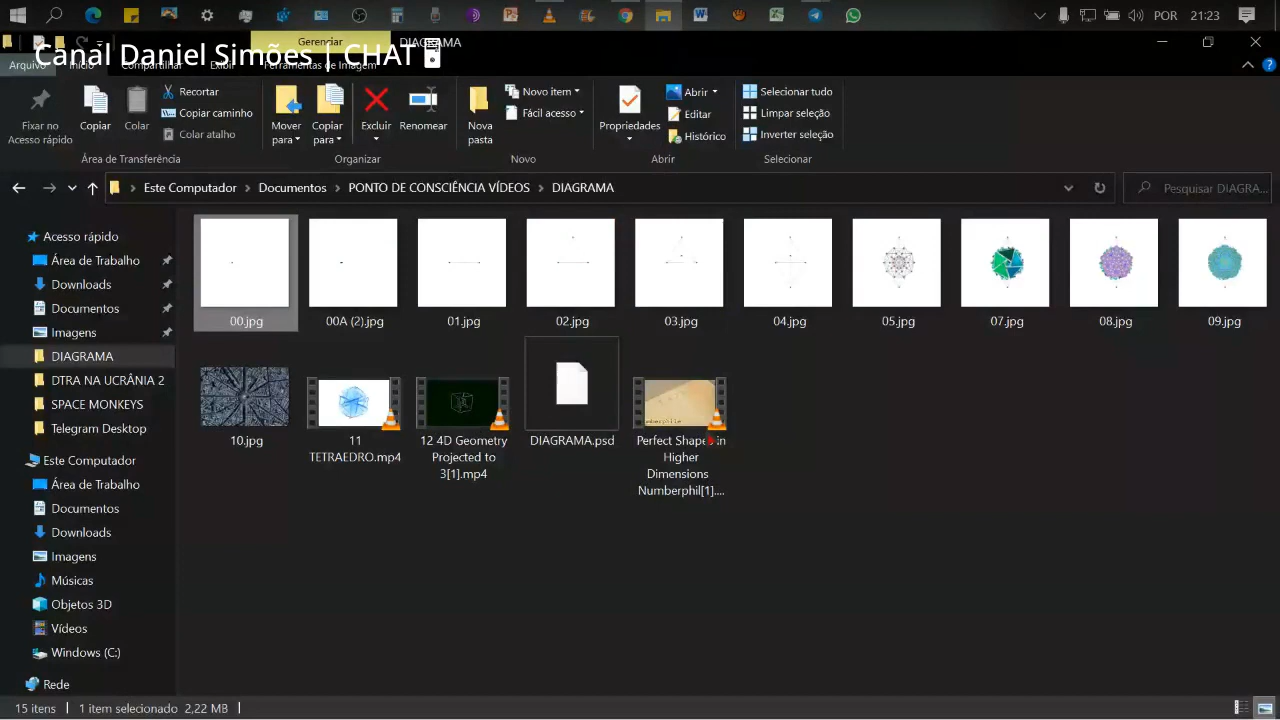 POR 21:23
Gerenciar DIAGRAMA
Canal Daniel Simões | CHAT
Arquivo Início Compartilhar Exibir Ferramentas de Imagem
Fixar no
Acesso rápido
Copiar
Colar
Recortar
Copiar caminho
Colar atalho
Área de Transferência
Mover
para
Copiar
para
Excluir
Renomear
Organizar
Nova
pasta
Novo item
Fácil acesso
Novo
Propriedades
Abrir
Editar
Histórico
Abrir
Selecionar tudo
Limpar seleção
Inverter seleção
Selecionar
Este Computador Documentos PONTO DE CONSCIÊNCIA VÍDEOS DIAGRAMA
Pesquisar DIAGRA...
Acesso rápido
Área de Trabalho
Downloads
Documentos
Imagens
DIAGRAMA
DTRA NA UCRÂNIA 2
SPACE MONKEYS
Telegram Desktop
Este Computador
Área de Trabalho
Documentos
Downloads
Imagens
Músicas
Objetos 3D
Vídeos
Windows (C:)
Rede
00.jpg
00A (2).jpg
01.jpg
02.jpg
03.jpg
04.jpg
05.jpg
07.jpg
08.jpg
09.jpg
10.jpg
11
TETRAEDRO.mp4
12 4D Geometry
Projected to
3[1].mp4
DIAGRAMA.psd
Perfect Shapes in
Higher
Dimensions
Numberphil[1]....
15 itens 1 item selecionado 2,22 MB